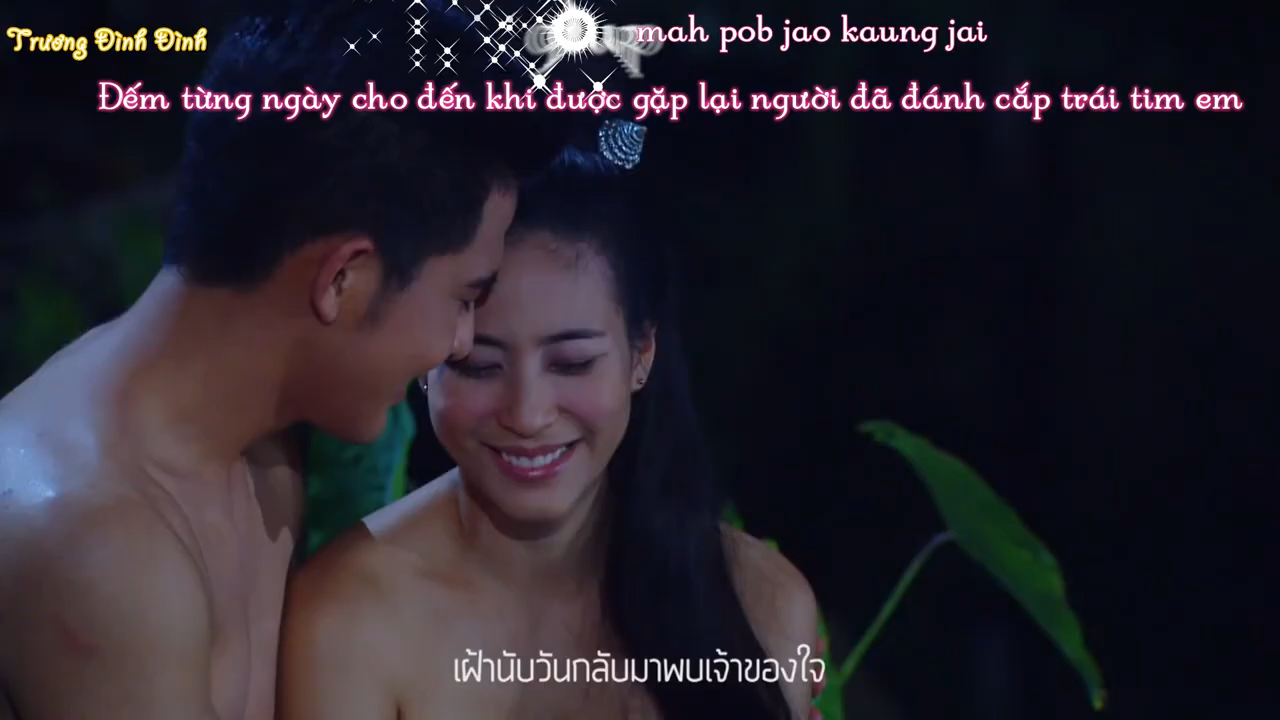 Trương Đình Đình
mah pob jao kaung jai
Đếm từng ngày cho đến khi được gặp lại người đã đánh cắp trái tim em
เฝ้านับวันกลับมาพบเจ้าของใจ